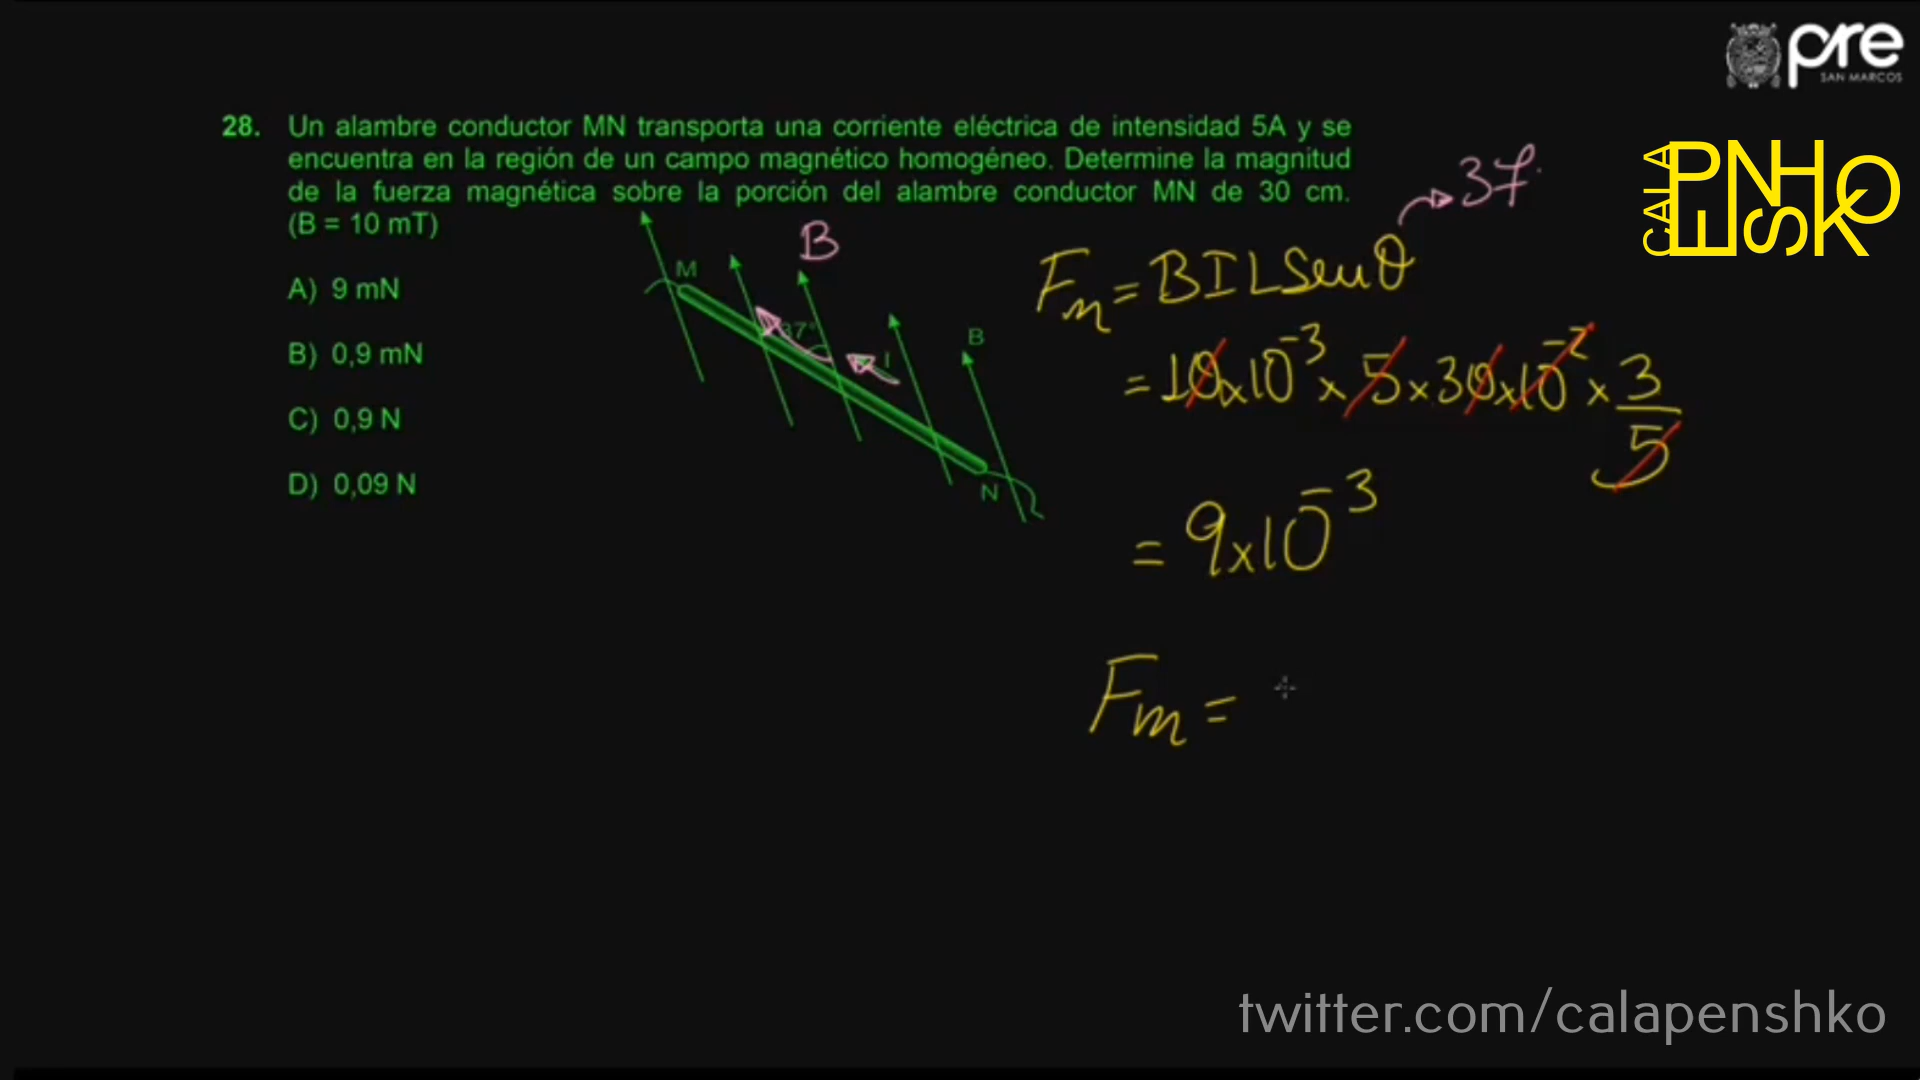 pre
SAN MARCOS
CALA
PENSHKO
28. Un alambre conductor MN transporta una corriente eléctrica de intensidad 5A y se
encuentra en la región de un campo magnético homogéneo. Determine la magnitud
de la fuerza magnética sobre la porción del alambre conductor MN de 30 cm.
(B = 10 mT)
A) 9 mN
B) 0,9 mN
C) 0,9 N
D) 0,09 N
M
B
37°
I
B
N
37°
Fm = BILSenθ
= 10x10⁻³ x 5 x 30x10⁻² x 3/5
= 9x10⁻³
Fm =
twitter.com/calapenshko